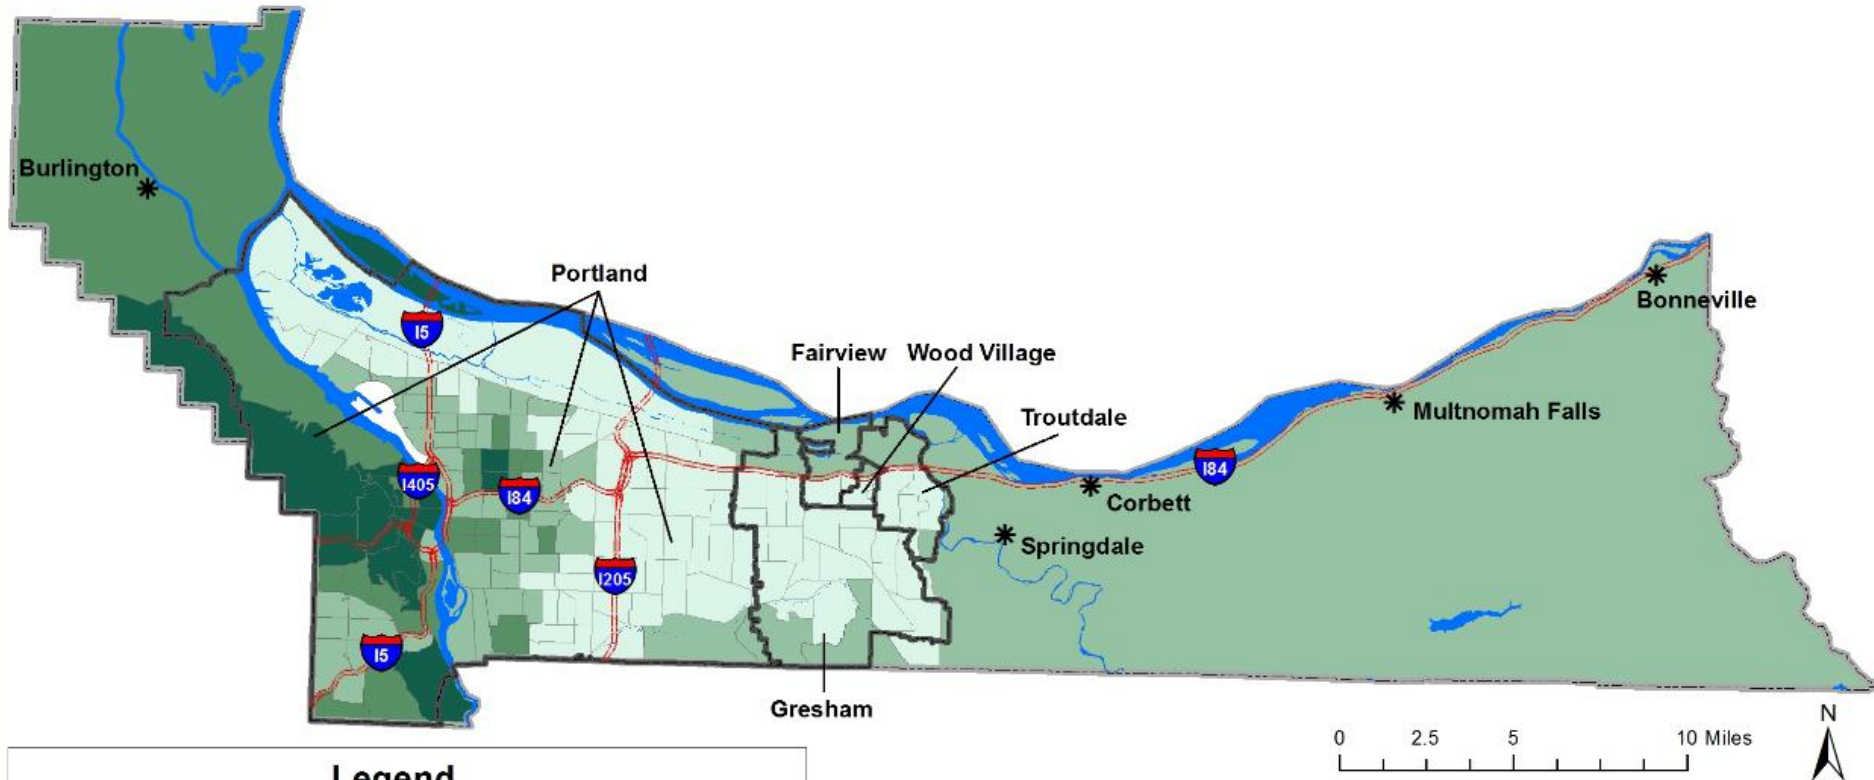 Burlington
Portland
I5
Fairview
Wood Village
Troutdale
Bonneville
Multnomah Falls
I405
I84
I84
Corbett
Springdale
I205
I5
Gresham
N
0 2.5 5 10 Miles
Legend